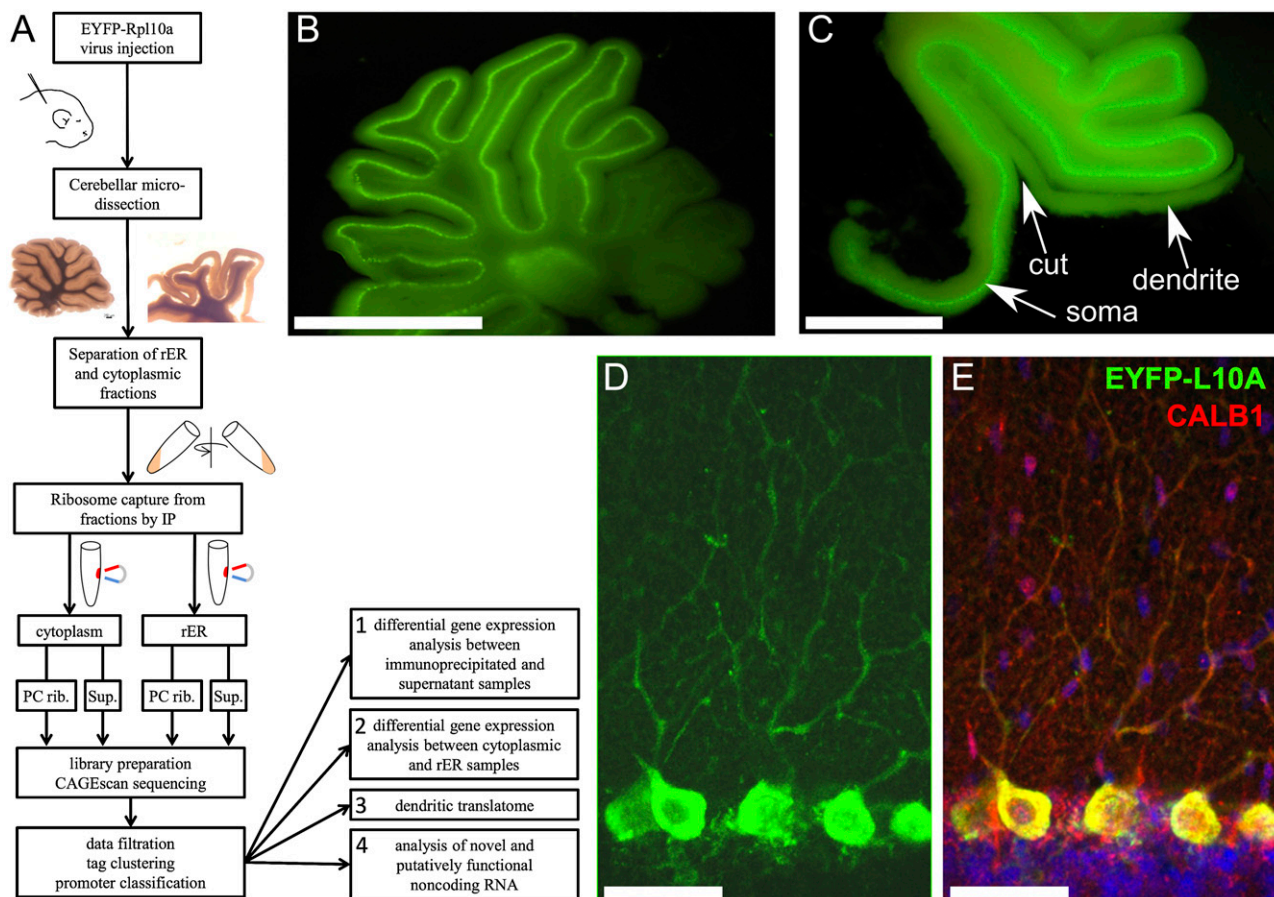 A
EYFP-Rpl10a
virus injection
Cerebellar micro-
dissection
Separation of rER
and cytoplasmic
fractions
Ribosome capture from
fractions by IP
cytoplasm
rER
PC rib.
Sup.
PC rib.
Sup.
library preparation
CAGEscan sequencing
data filtration
tag clustering
promoter classification
1 differential gene expression
analysis between
immunoprecipitated and
supernatant samples
2 differential gene expression
analysis between cytoplasmic
and rER samples
3 dendritic translatome
4 analysis of novel and
putatively functional
noncoding RNA
B
C
cut
dendrite
soma
D
E
EYFP-L10A
CALB1